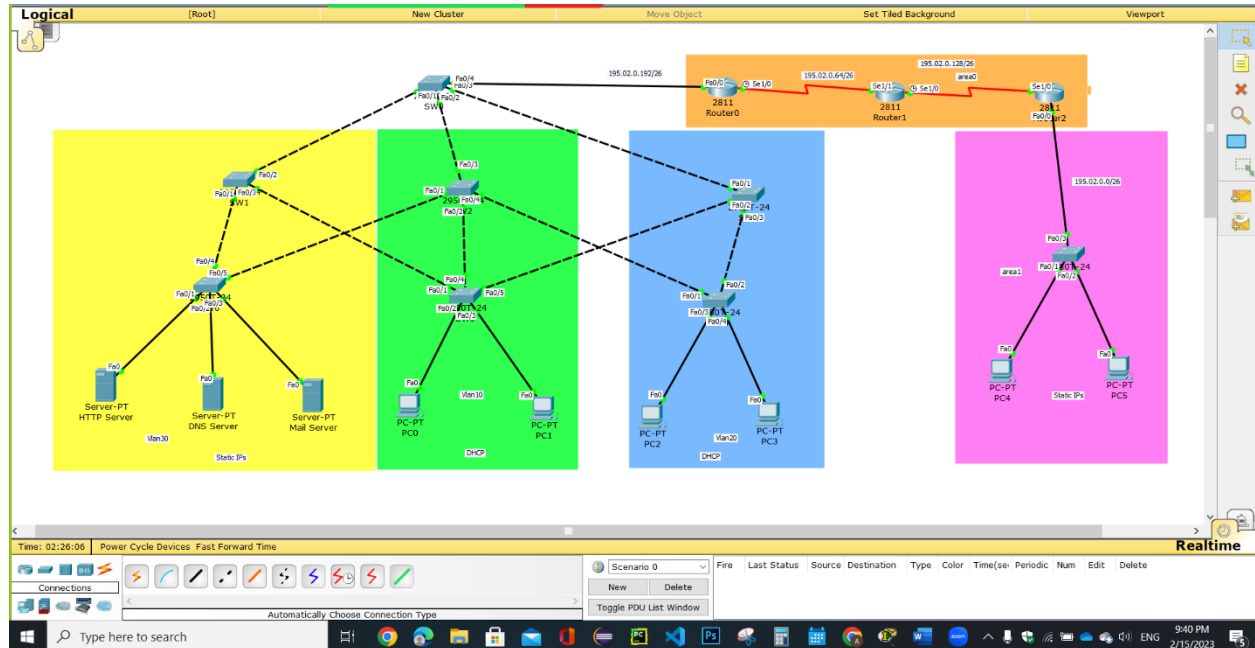 Logical
[Root]
New Cluster
Move Object
Set Tiled Background
Viewport
195.02.0.192/26
195.02.0.64/26
195.02.0.128/26
area0
Fa0/4
Fa0/3
Fa0/1
Fa0/2
Fa0/0
Se1/0
2811
Router0
Se1/1
Se1/0
2811
Router1
Se1/0
2811
Fa0/0
Fa0/2
Fa0/1
SW1
Fa0/3
Fa0/1
Fa0/4
Fa0/1
Fa0/2
Fa0/3
195.02.0.0/26
Fa0/4
Fa0/5
Fa0/1
Fa0/3
Fa0/4
Fa0/1
Fa0/5
Fa0/3
Fa0/2
Fa0/1
Fa0/4
Fa0/3
Fa0/1
Fa0/2
area1
Fa0
Server-PT
HTTP Server
Fa0
Server-PT
DNS Server
Fa0
Server-PT
Mail Server
Vlan30
Static IPs
Fa0
PC-PT
PC0
Vlan10
Fa0
PC-PT
PC1
DHCP
Fa0
PC-PT
PC2
Vlan20
Fa0
PC-PT
PC3
DHCP
Fa0
PC-PT
PC4
Static IPs
Fa0
PC-PT
PC5
Time: 02:26:06 Power Cycle Devices Fast Forward Time
Realtime
Connections
Automatically Choose Connection Type
Scenario 0
New Delete
Toggle PDU List Window
Fire Last Status Source Destination Type Color Time(se Periodic Num Edit Delete
Type here to search
ENG
9:40 PM
2/15/2023